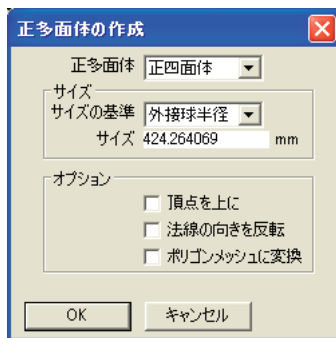 正多面体の作成
正多面体 正四面体
サイズ
サイズの基準 外接球半径
サイズ 424.264069 mm
オプション
頂点を上に
法線の向きを反転
ポリゴンメッシュに変換
OK キャンセル